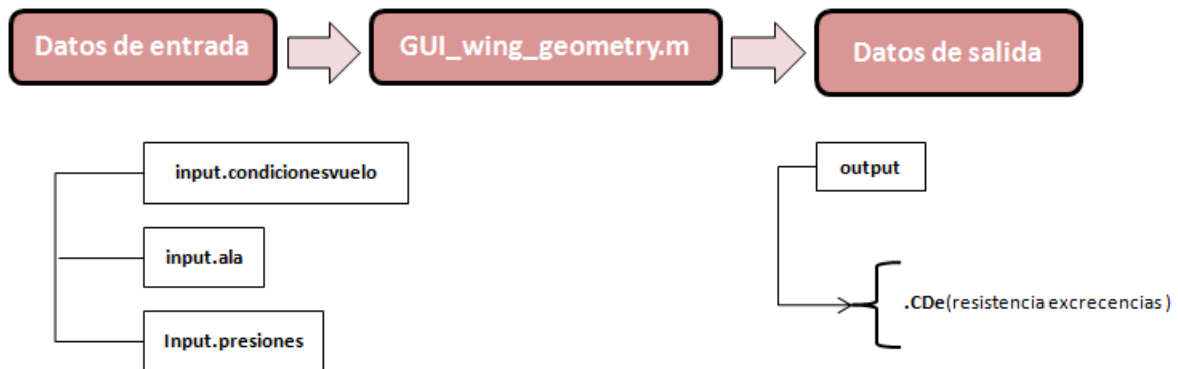 Datos de entrada
GUI_wing_geometry.m
Datos de salida
input.condicionesvuelo
input.ala
Input.presiones
output
.CDe(resistencia excrecencias )